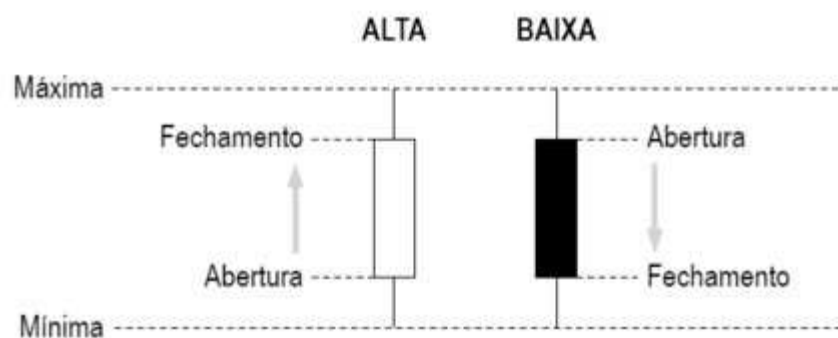 ALTA BAIXA
Máxima
Fechamento Abertura
Abertura Fechamento
Mínima